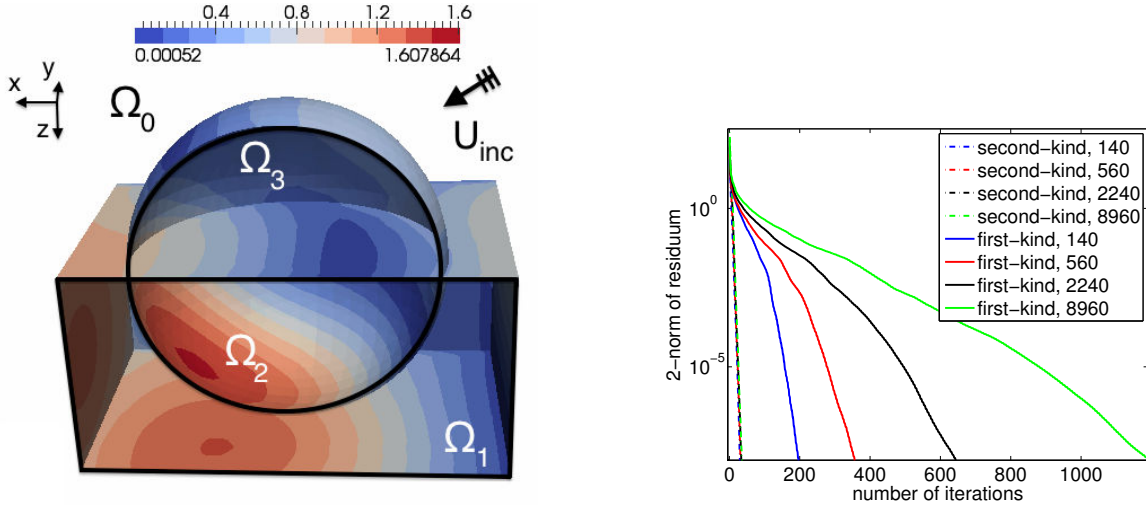 0.4 0.8 1.2 1.6
0.00052 1.607864
y
x
z
Ω0
Uinc
Ω3
Ω2
Ω1
second−kind, 140
second−kind, 560
second−kind, 2240
second−kind, 8960
first−kind, 140
first−kind, 560
first−kind, 2240
first−kind, 8960
2−norm of residuum
10^0
10^−5
0 200 400 600 800 1000
number of iterations